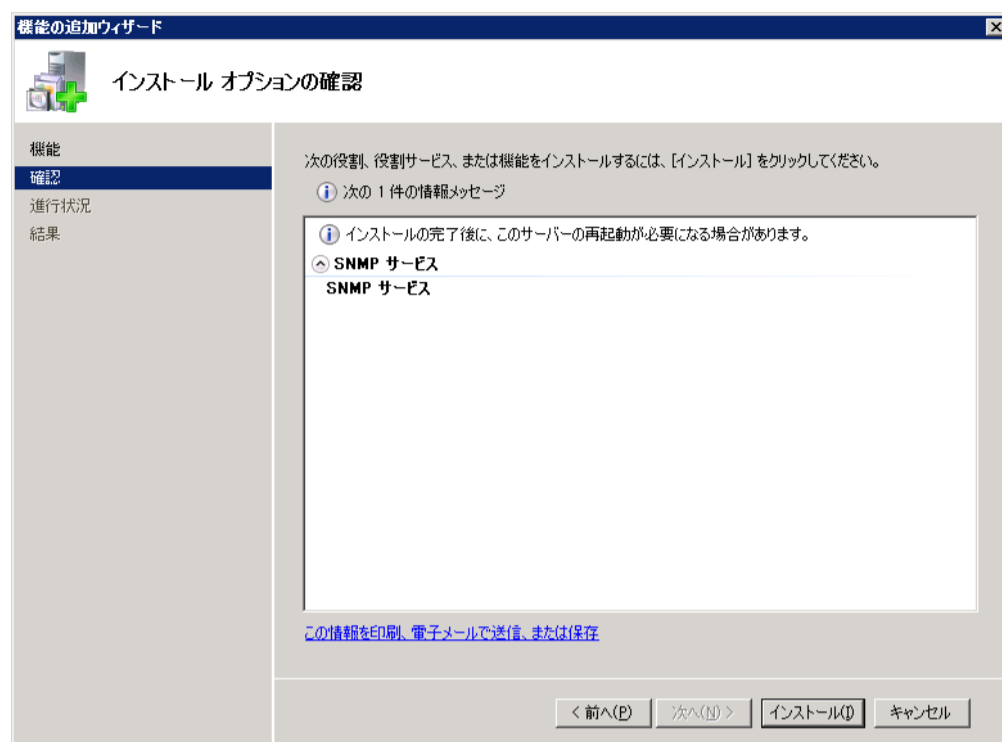 機能の追加ウィザード
インストール オプションの確認
機能
確認
進行状況
結果
次の役割、役割サービス、または機能をインストールするには、[インストール] をクリックしてください。
次の 1 件の情報メッセージ
インストールの完了後に、このサーバーの再起動が必要になる場合があります。
SNMP サービス
SNMP サービス
この情報を印刷、電子メールで送信、または保存
< 前へ(P) 次へ(N) > インストール(I) キャンセル